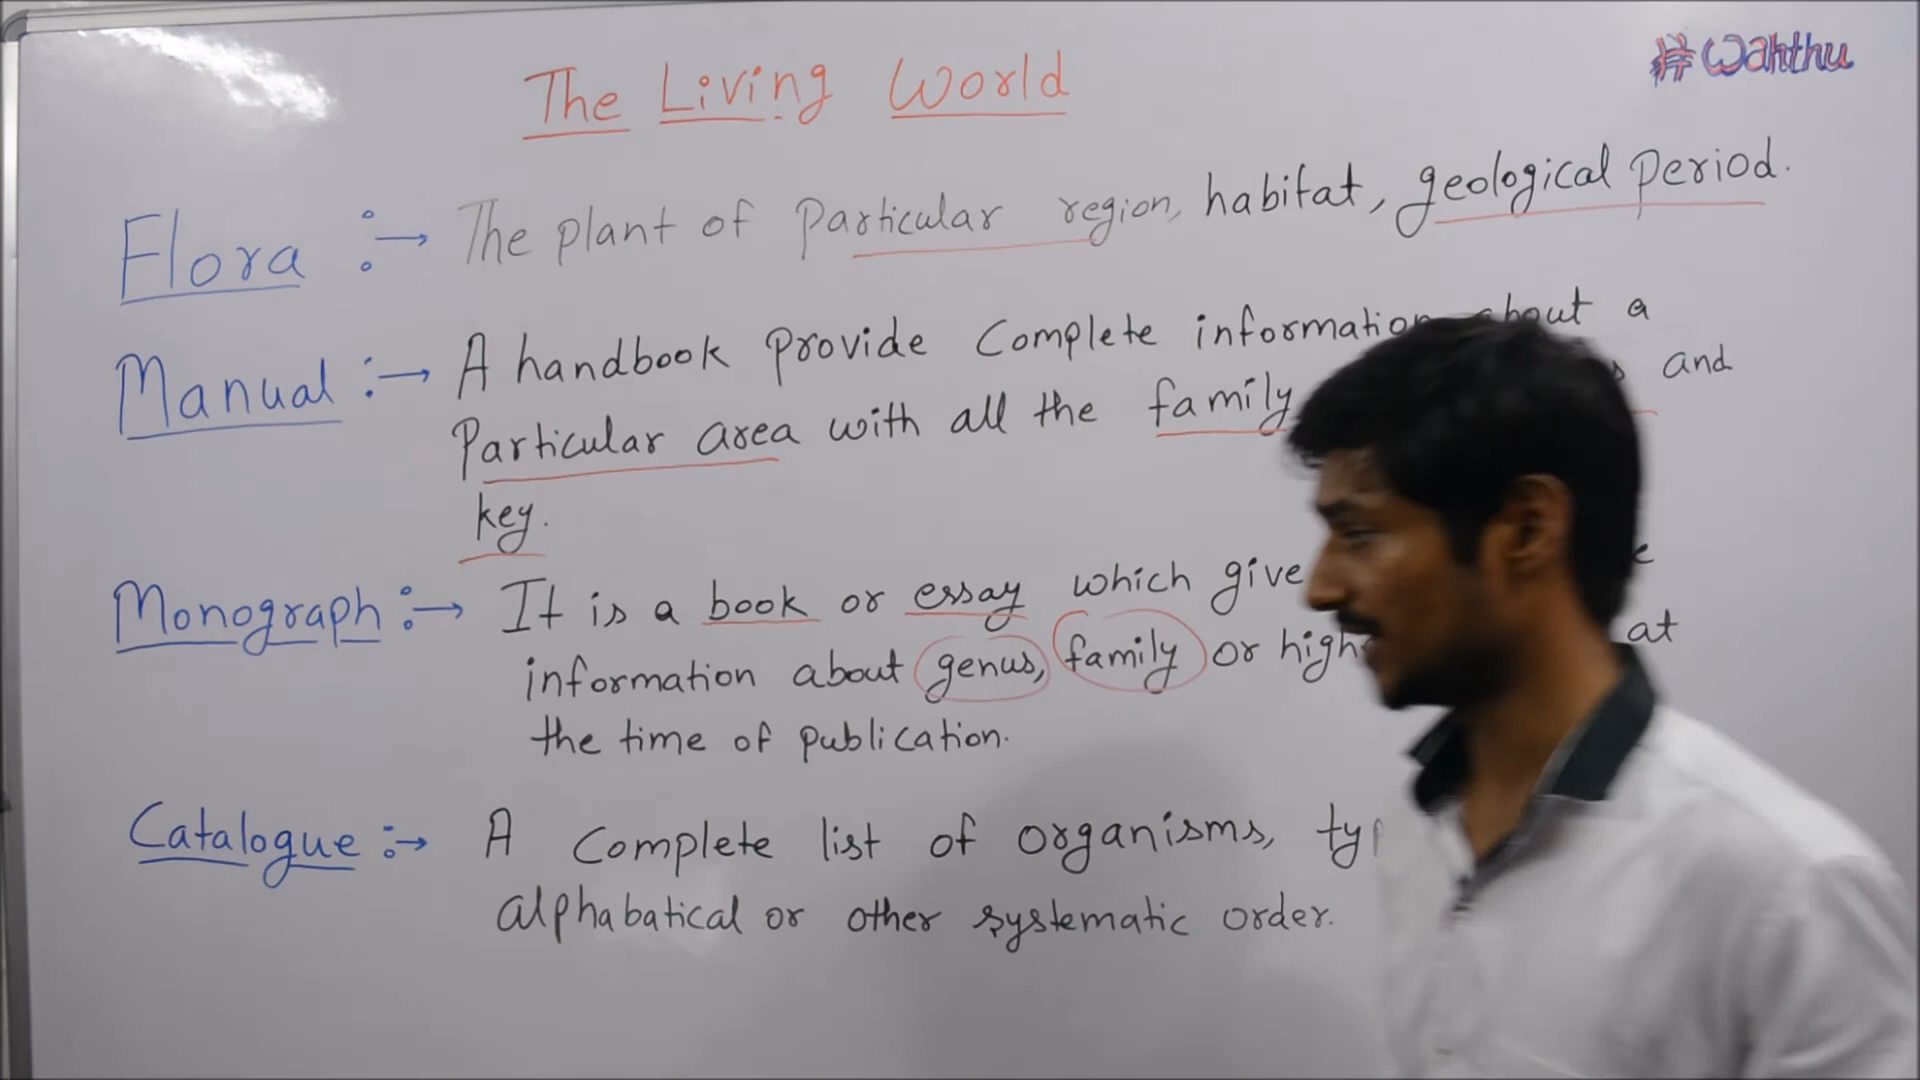 #Wahthu
The Living World
Flora :→ The plant of Particular region, habitat, geological period.
Manual :→ A handbook provide Complete information about a
Particular area with all the family and
key.
Monograph :→ It is a book or essay which give
information about genus, family or high at
the time of publication.
Catalogue :→ A Complete list of organisms, typ
alphabatical or other systematic order.